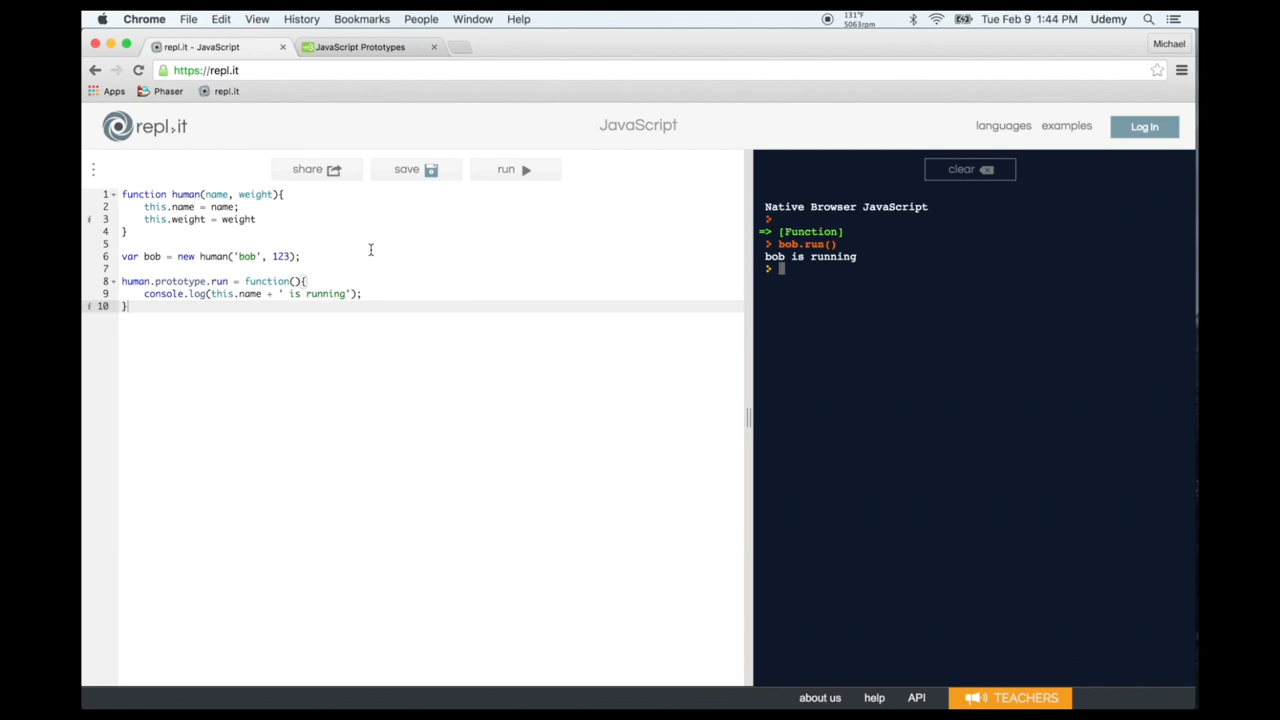 Chrome File Edit View History Bookmarks People Window Help 131°F 5063rpm Tue Feb 9 1:44 PM Udemy
repl.it - JavaScript JavaScript Prototypes Michael
https://repl.it
Apps Phaser repl.it
repl.it JavaScript languages examples Log In
share save run clear
1 function human(name, weight){
2 this.name = name;
i 3 this.weight = weight
4 }
5
6 var bob = new human('bob', 123);
7
8 human.prototype.run = function(){
9 console.log(this.name + ' is running');
i 10 }
Native Browser JavaScript
=> [Function]
bob.run()
bob is running
about us help API TEACHERS